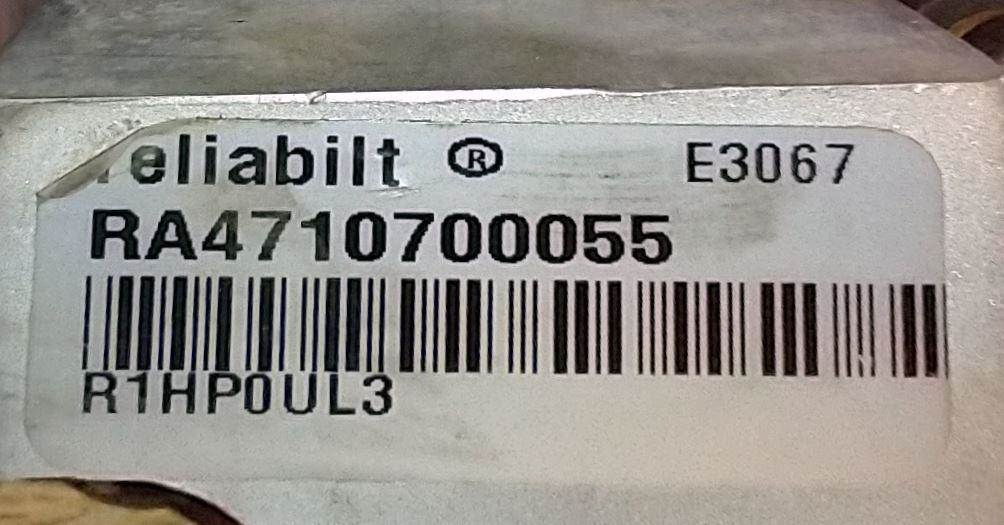 reliabilt ® E3067
RA4710700055
R1HP0UL3